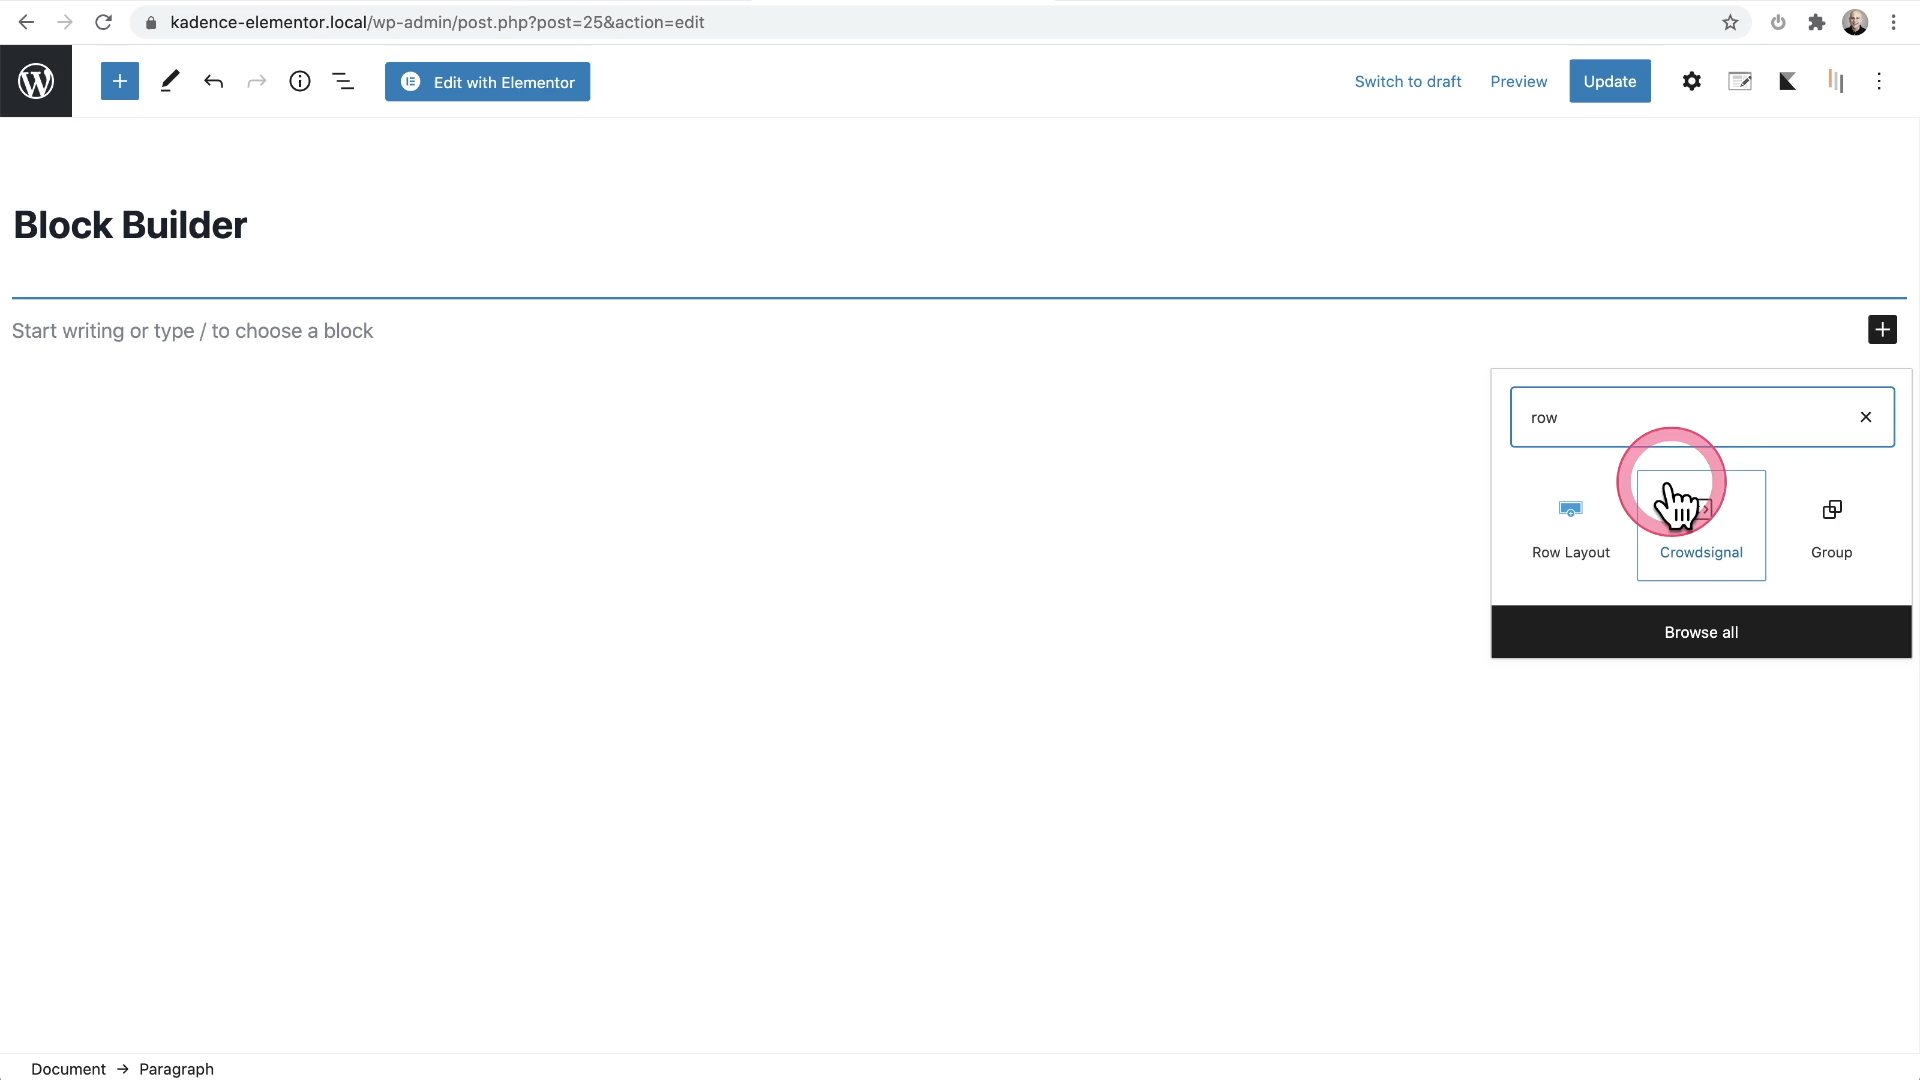 kadence-elementor.local/wp-admin/post.php?post=25&action=edit
Edit with Elementor
Switch to draft
Preview
Update
Block Builder
Start writing or type / to choose a block
row
Row Layout
Crowdsignal
Group
Browse all
Document → Paragraph